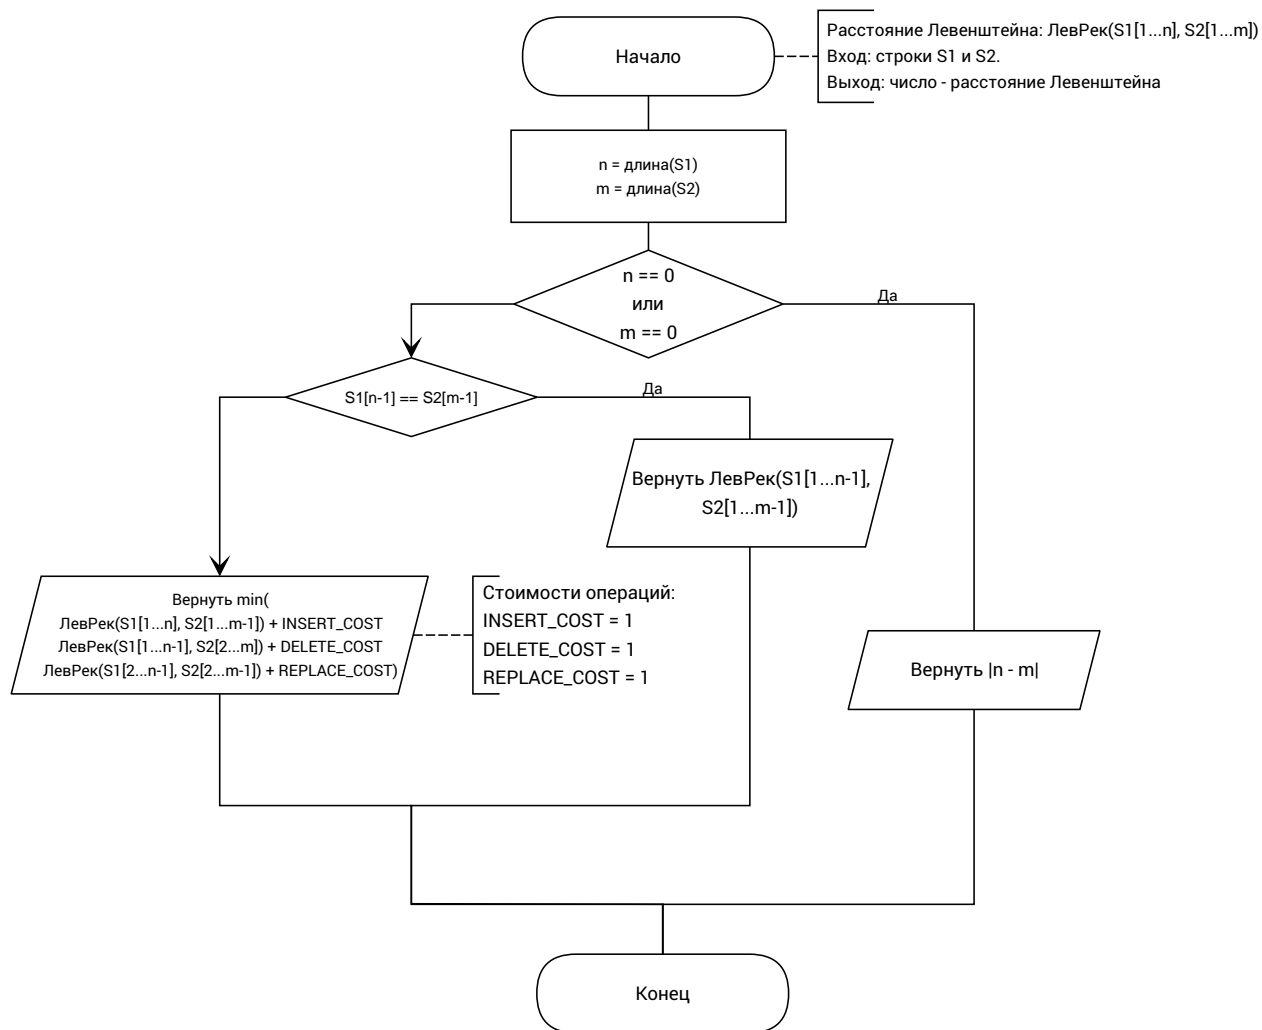 Начало
Расстояние Левенштейна: ЛевРек(S1[1...n], S2[1...m])
Вход: строки S1 и S2.
Выход: число - расстояние Левенштейна
n = длина(S1)
m = длина(S2)
n == 0
или
m == 0
Да
S1[n-1] == S2[m-1]
Да
Вернуть ЛевРек(S1[1...n-1],
S2[1...m-1])
Вернуть min(
ЛевРек(S1[1...n], S2[1...m-1]) + INSERT_COST
ЛевРек(S1[1...n-1], S2[2...m]) + DELETE_COST
ЛевРек(S1[2...n-1], S2[2...m-1]) + REPLACE_COST)
Стоимости операций:
INSERT_COST = 1
DELETE_COST = 1
REPLACE_COST = 1
Вернуть |n - m|
Конец